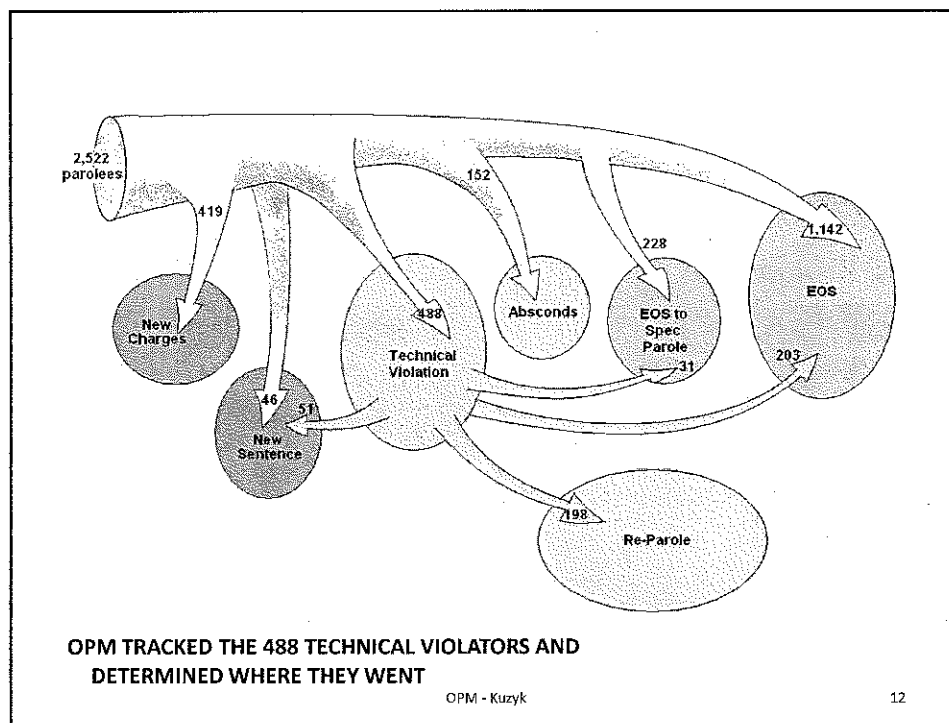 2,522
parolees
419
152
228
1,142
EOS
New
Charges
488
Technical
Violation
Absconds
EOS to
Spec
Parole
31
203
46
51
New
Sentence
198
Re-Parole
OPM TRACKED THE 488 TECHNICAL VIOLATORS AND
DETERMINED WHERE THEY WENT
OPM - Kuzyk
12